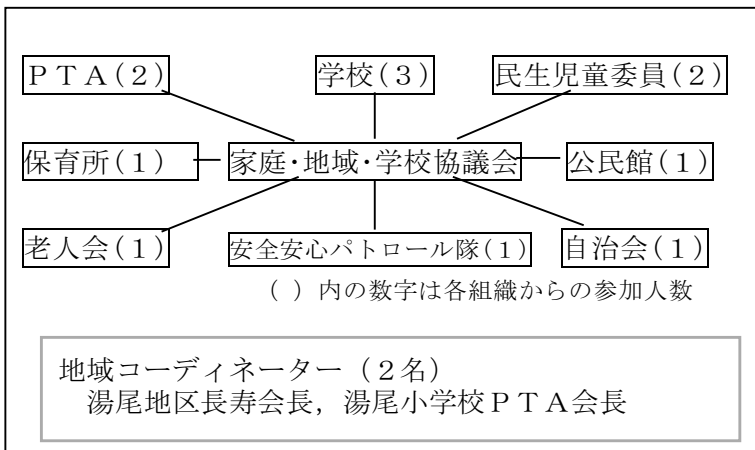 ＰＴＡ(２)
学校(３)
民生児童委員(２)
保育所(１)
家庭･地域･学校協議会
公民館(１)
老人会(１)
安全安心パトロール隊(１)
自治会(１)
（ ）内の数字は各組織からの参加人数
地域コーディネーター（２名）
湯尾地区長寿会長，湯尾小学校ＰＴＡ会長